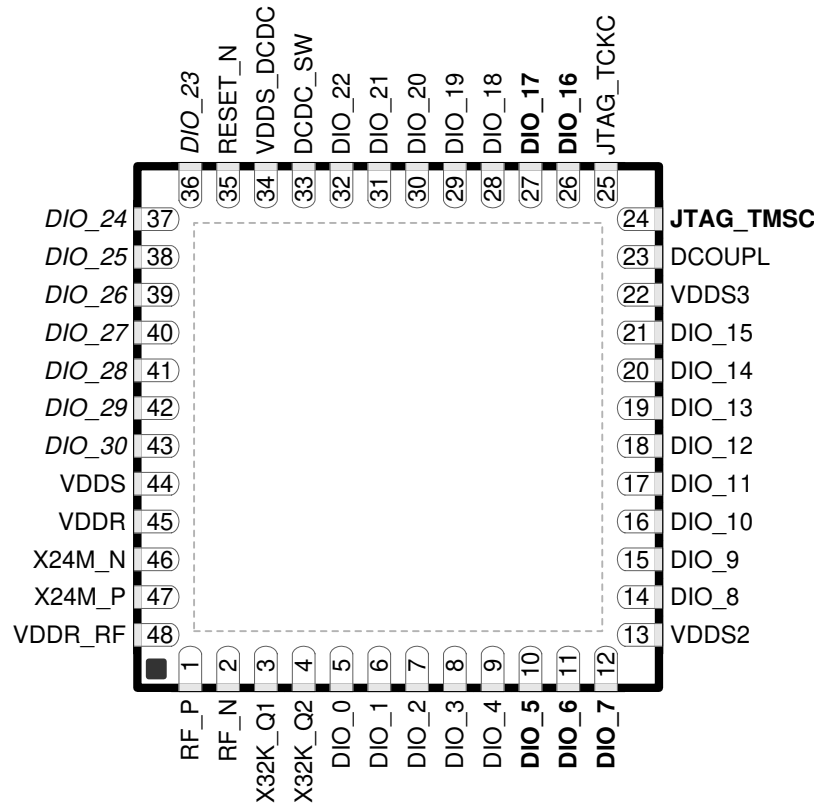 DIO_23
RESET_N
VDDS_DCDC
DCDC_SW
DIO_22
DIO_21
DIO_20
DIO_19
DIO_18
DIO_17
DIO_16
JTAG_TCKC
36
35
34
33
32
31
30
29
28
27
26
25
DIO_24 37
DIO_25 38
DIO_26 39
DIO_27 40
DIO_28 41
DIO_29 42
DIO_30 43
VDDS 44
VDDR 45
X24M_N 46
X24M_P 47
VDDR_RF 48
24 JTAG_TMSC
23 DCOUPL
22 VDDS3
21 DIO_15
20 DIO_14
19 DIO_13
18 DIO_12
17 DIO_11
16 DIO_10
15 DIO_9
14 DIO_8
13 VDDS2
1
2
3
4
5
6
7
8
9
10
11
12
RF_P
RF_N
X32K_Q1
X32K_Q2
DIO_0
DIO_1
DIO_2
DIO_3
DIO_4
DIO_5
DIO_6
DIO_7